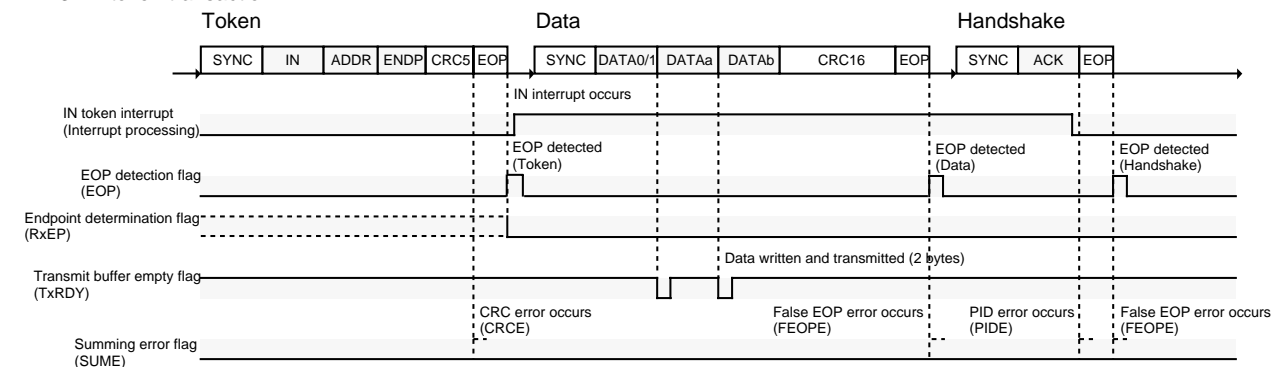 Token Data Handshake
SYNC IN ADDR ENDP CRC5 EOP SYNC DATA0/1 DATAa DATAb CRC16 EOP SYNC ACK EOP
IN interrupt occurs
IN token interrupt
(Interrupt processing)
EOP detected
(Token)
EOP detected
(Data)
EOP detected
(Handshake)
EOP detection flag
(EOP)
Endpoint determination flag
(RxEP)
Data written and transmitted (2 bytes)
Transmit buffer empty flag
(TxRDY)
CRC error occurs
(CRCE)
False EOP error occurs
(FEOPE)
PID error occurs
(PIDE)
False EOP error occurs
(FEOPE)
Summing error flag
(SUME)